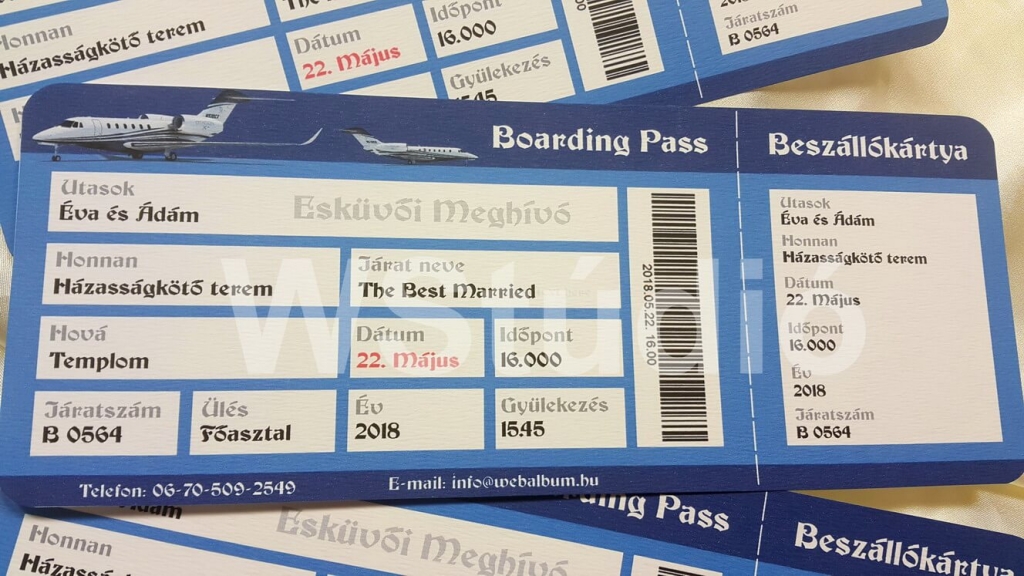 Honnan
Házasságkötő terem
Dátum
22. Május
Időpont
16.000
Gyülekezés
15.45
Járatszám
B 0564
Boarding Pass
Beszállókártya
Utasok
Éva és Ádám
Esküvői Meghívó
Honnan
Házasságkötő terem
Járat neve
The Best Married
Hová
Templom
Dátum
22. Május
Időpont
16.000
Járatszám
B 0564
Ülés
Főasztal
Év
2018
Gyülekezés
15.45
2018.05.22. 16.00
Utasok
Éva és Ádám
Honnan
Házasságkötő terem
Dátum
22. Május
Időpont
16.000
Év
2018
Járatszám
B 0564
Telefon: 06-70-509-2549
E-mail: info@webalbum.hu
WStúdió
Boarding Pass
Beszállókártya
Esküvői Meghívó
Honnan